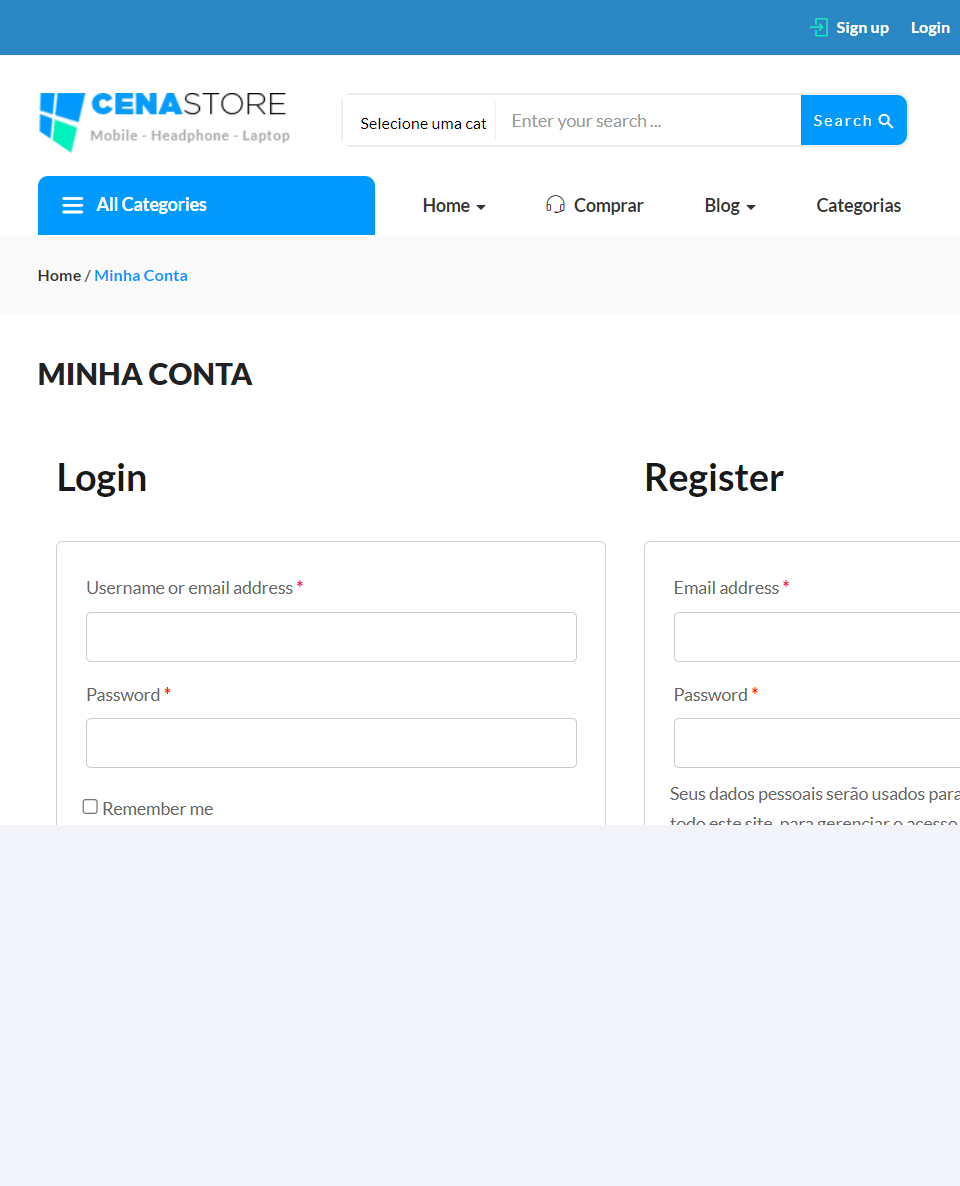 Sign up Login
CENASTORE
Mobile - Headphone - Laptop
Selecione uma cat
Enter your search ...
Search
All Categories
Home
Comprar
Blog
Categorias
Home / Minha Conta
MINHA CONTA
Login
Username or email address *
Password *
Remember me
Register
Email address *
Password *
Seus dados pessoais serão usados para
todo este site, para gerenciar o acesso